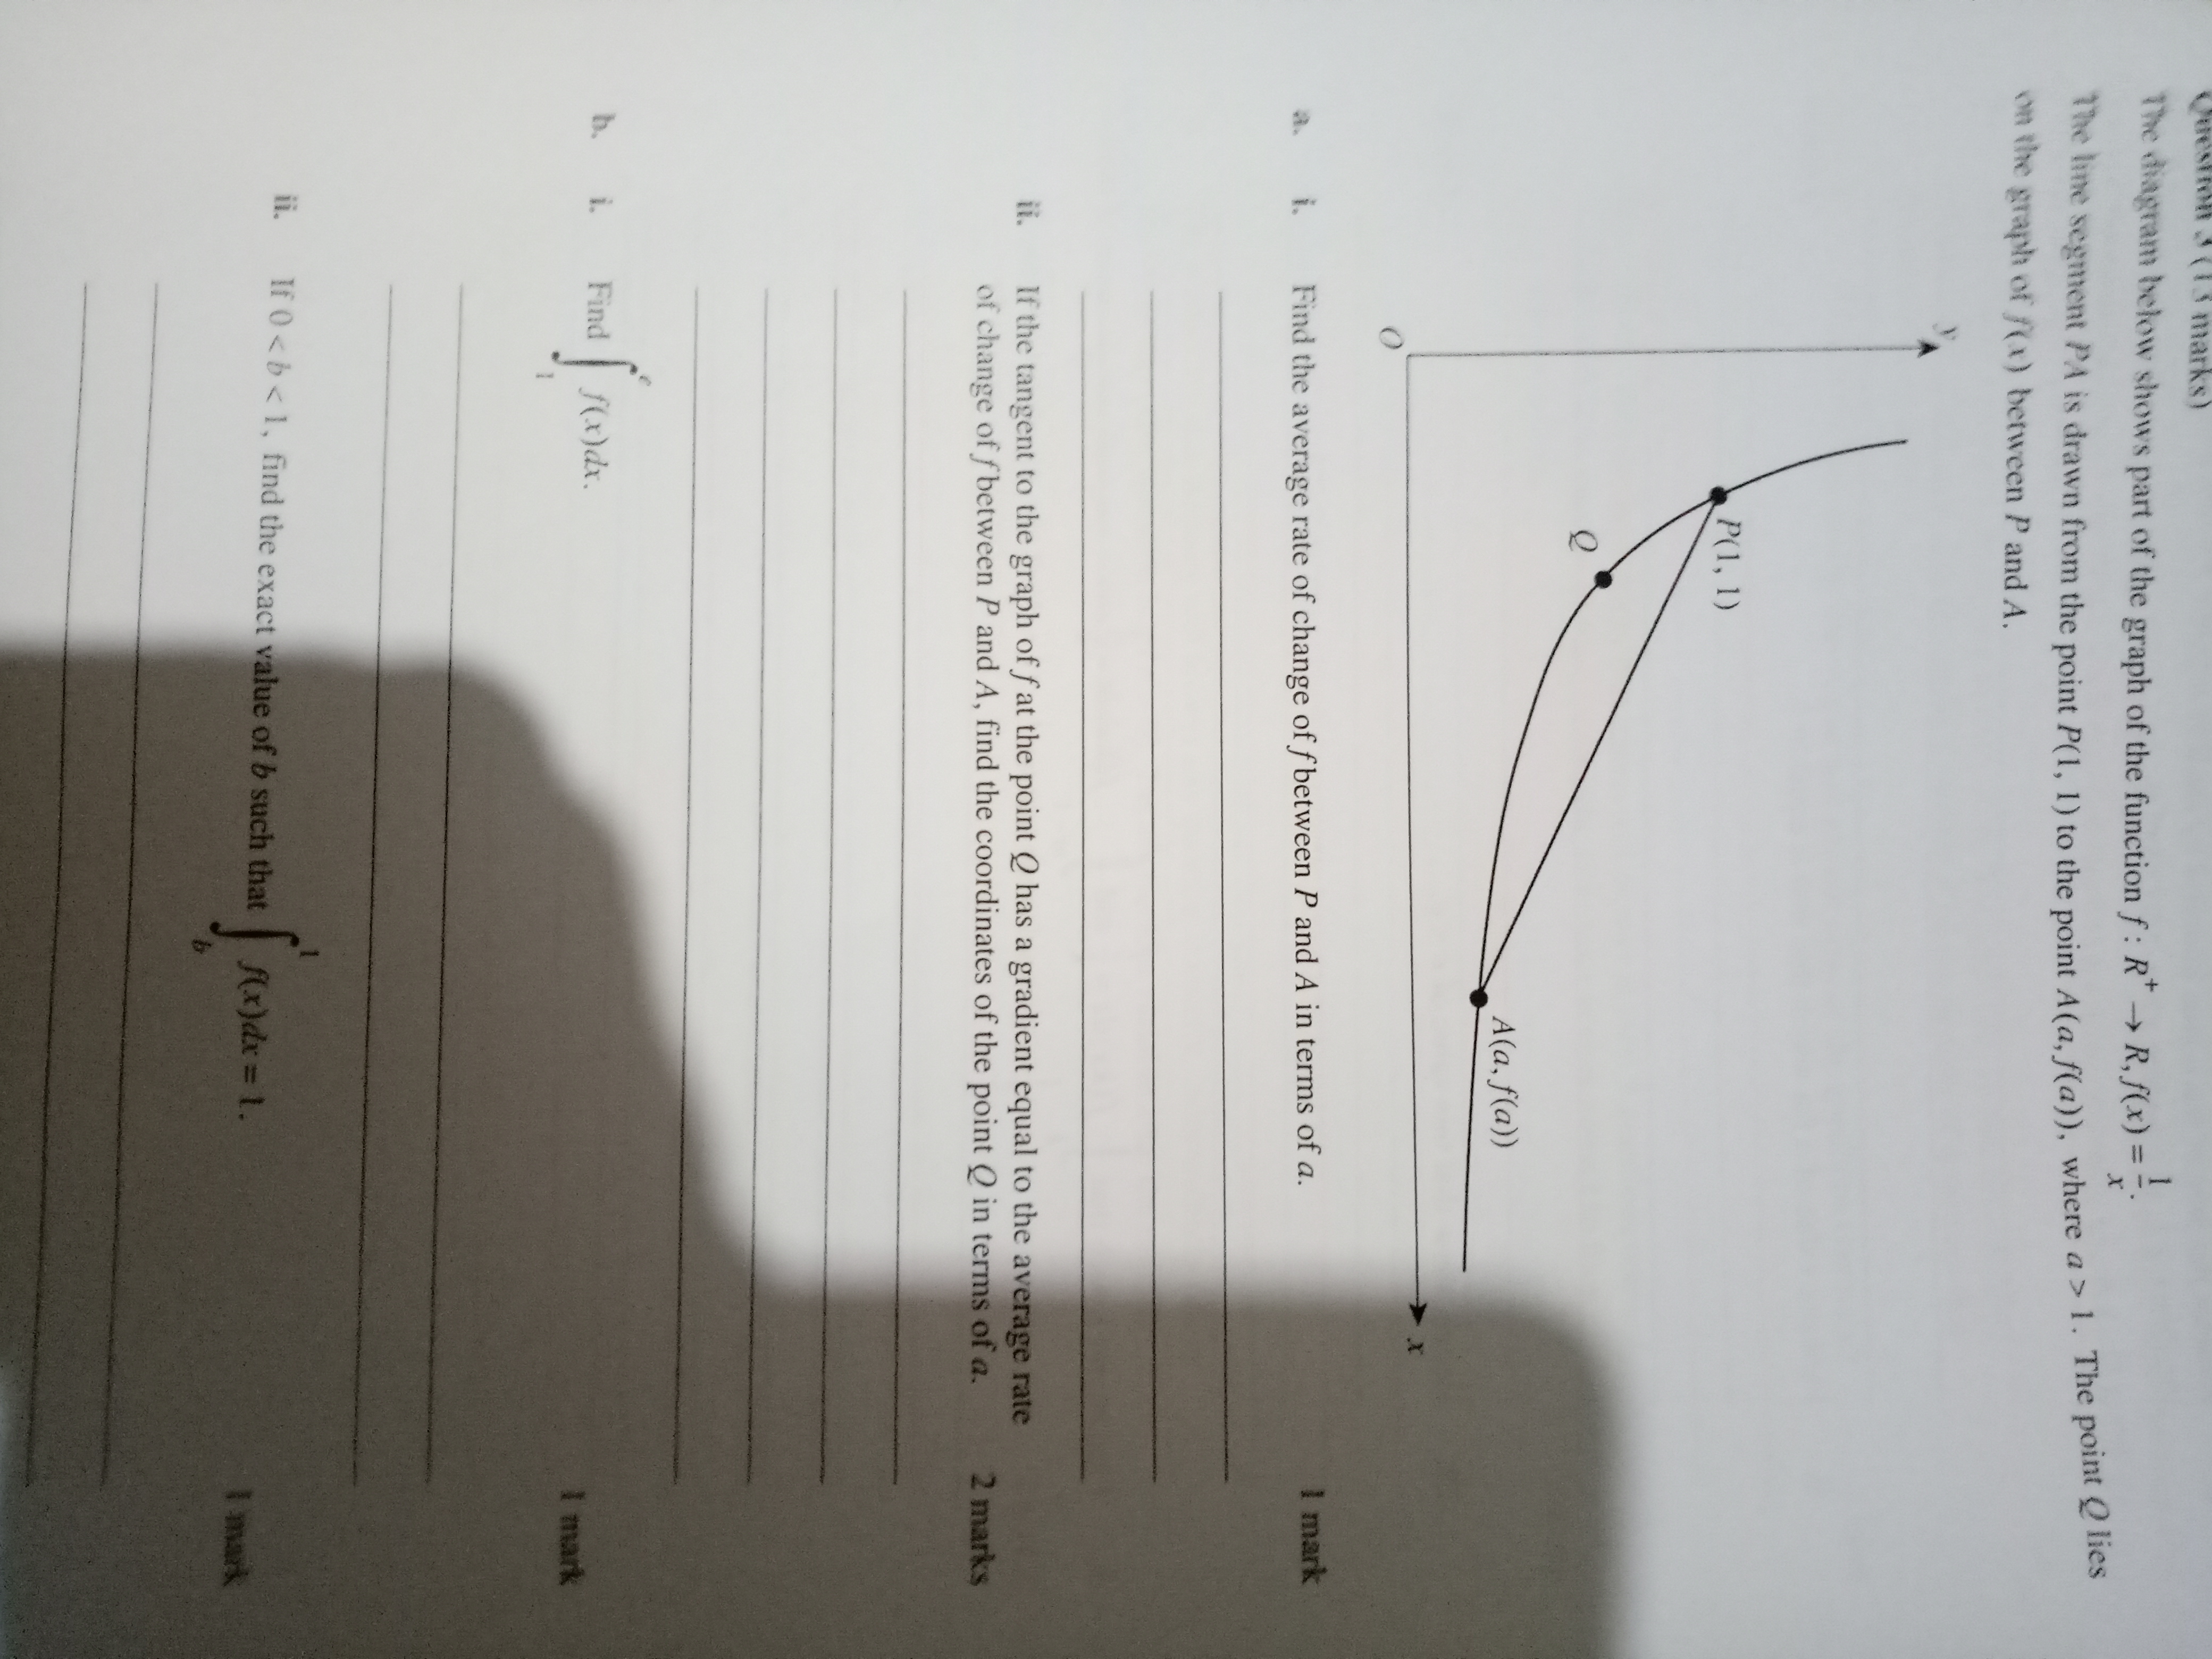 Question 3 (13 marks)
The diagram below shows part of the graph of the function f : R⁺ → R, f(x) = 1/x.
The line segment PA is drawn from the point P(1, 1) to the point A(a, f(a)), where a > 1. The point Q lies
on the graph of f(x) between P and A.
y
P(1, 1)
Q
A(a, f(a))
O
x
a. i. Find the average rate of change of f between P and A in terms of a. 1 mark
ii. If the tangent to the graph of f at the point Q has a gradient equal to the average rate
of change of f between P and A, find the coordinates of the point Q in terms of a. 2 marks
b. i. Find ∫₁ᵉ f(x)dx. 1 mark
ii. If 0 < b < 1, find the exact value of b such that ∫_b^1 f(x)dx = 1. 1 mark